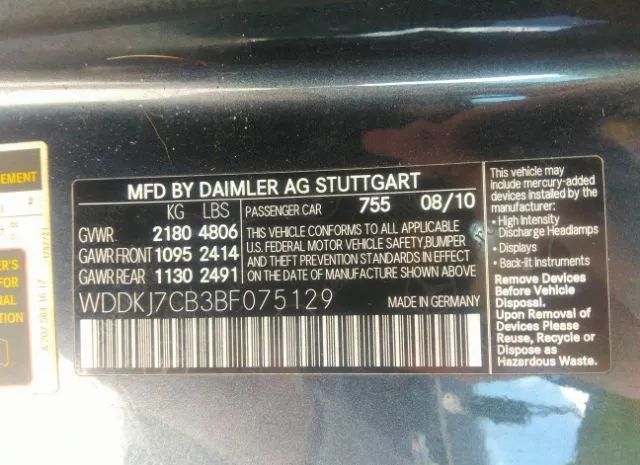 EMENT
2
ER'S
TIONAL
MFD BY DAIMLER AG STUTTGART
KG LBS
GVWR 2180 4806
GAWR FRONT 1095 2414
GAWR REAR 1130 2491
PASSENGER CAR 755 08/10
THIS VEHICLE CONFORMS TO ALL APPLICABLE
U.S. FEDERAL MOTOR VEHICLE SAFETY, BUMPER
AND THEFT PREVENTION STANDARDS IN EFFECT
ON THE DATE OF MANUFACTURE SHOWN ABOVE
WDDKJ7CB3BF075129 MADE IN GERMANY
This vehicle may
include mercury-added
devices installed by the
manufacturer:
• High Intensity
Discharge Headlamps
• Displays
• Back-lit instruments
Remove Devices
Before Vehicle
Disposal.
Upon Removal of
Devices Please
Reuse, Recycle or
Dispose as
Hazardous Waste.